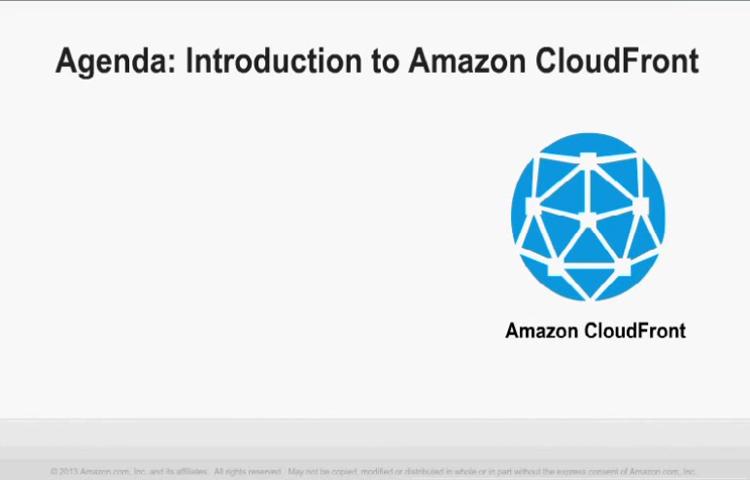 Agenda: Introduction to Amazon CloudFront
Amazon CloudFront
© 2013 Amazon.com, Inc. and its affiliates. All rights reserved. May not be copied, modified or distributed in whole or in part without the express consent of Amazon.com, Inc.